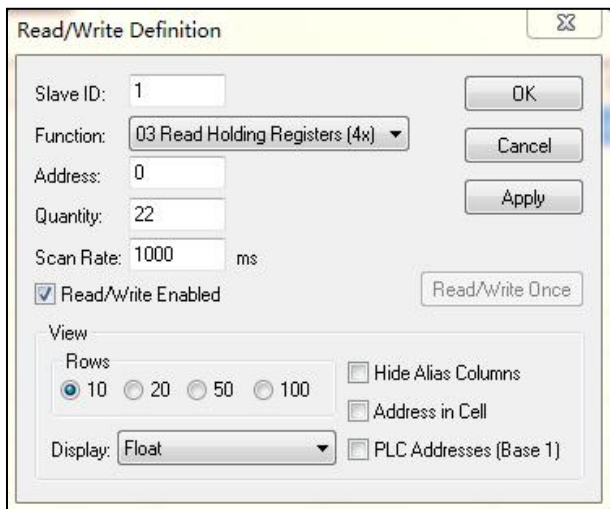 Read/Write Definition
Slave ID: 1
OK
Function: 03 Read Holding Registers (4x)
Cancel
Address: 0
Apply
Quantity: 22
Scan Rate: 1000 ms
Read/Write Enabled
Read/Write Once
View
Rows
10 20 50 100
Hide Alias Columns
Address in Cell
Display: Float
PLC Addresses (Base 1)